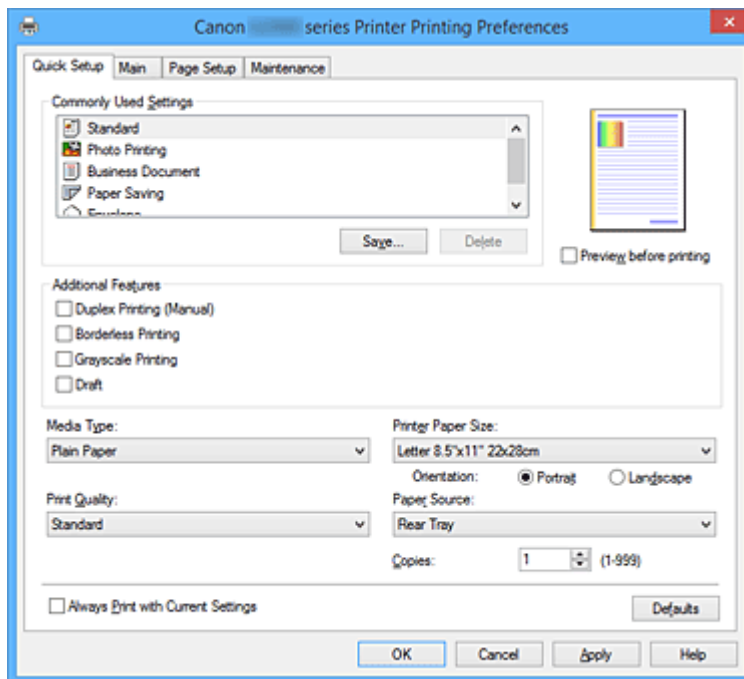 Canon series Printer Printing Preferences
Quick Setup Main Page Setup Maintenance
Commonly Used Settings
Standard
Photo Printing
Business Document
Paper Saving
Envelope
Save... Delete
Preview before printing
Additional Features
Duplex Printing (Manual)
Borderless Printing
Grayscale Printing
Draft
Media Type: Printer Paper Size:
Plain Paper Letter 8.5"x11" 22x28cm
Orientation: Portrait Landscape
Print Quality: Paper Source:
Standard Rear Tray
Copies: 1 (1-999)
Always Print with Current Settings Defaults
OK Cancel Apply Help